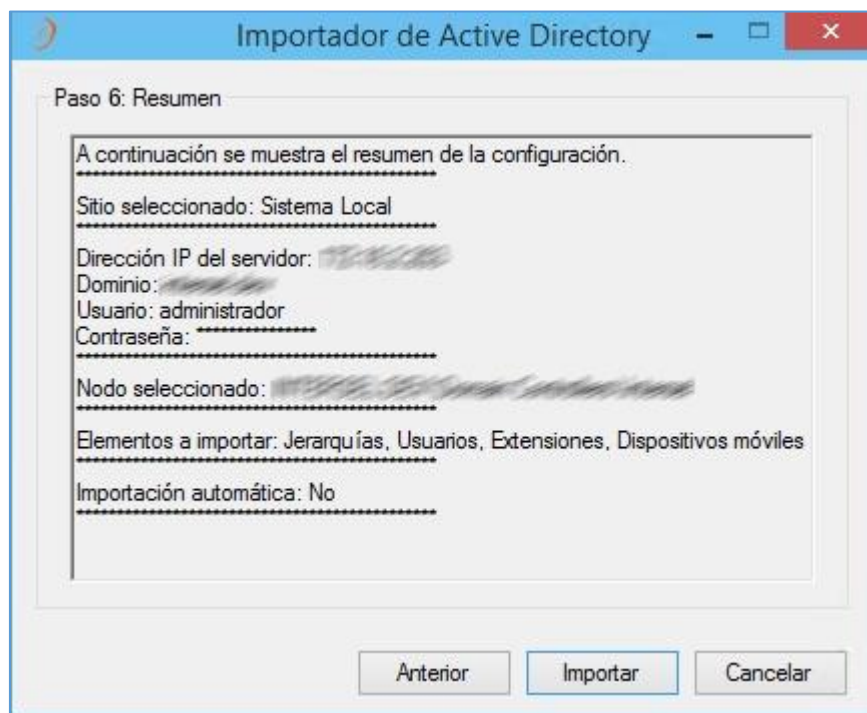 Importador de Active Directory
Paso 6: Resumen
A continuación se muestra el resumen de la configuración.
*********************************************
Sitio seleccionado: Sistema Local
*********************************************
Dirección IP del servidor:
Dominio:
Usuario: administrador
Contraseña: ***************
*********************************************
Nodo seleccionado:
*********************************************
Elementos a importar: Jerarquías, Usuarios, Extensiones, Dispositivos móviles
*********************************************
Importación automática: No
*********************************************
Anterior Importar Cancelar